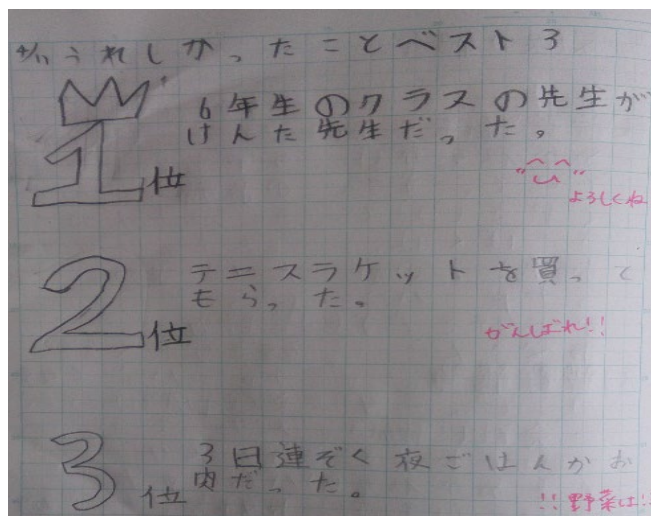 4/11 うれしかったことベスト3
1位
6年生のクラスの先生が
けんた先生だった。
よろしくね
2位
テニスラケットを買って
もらった。
がんばれ!!
3位
3日連ぞく夜ごはんがお
肉だった。
!!野菜は!